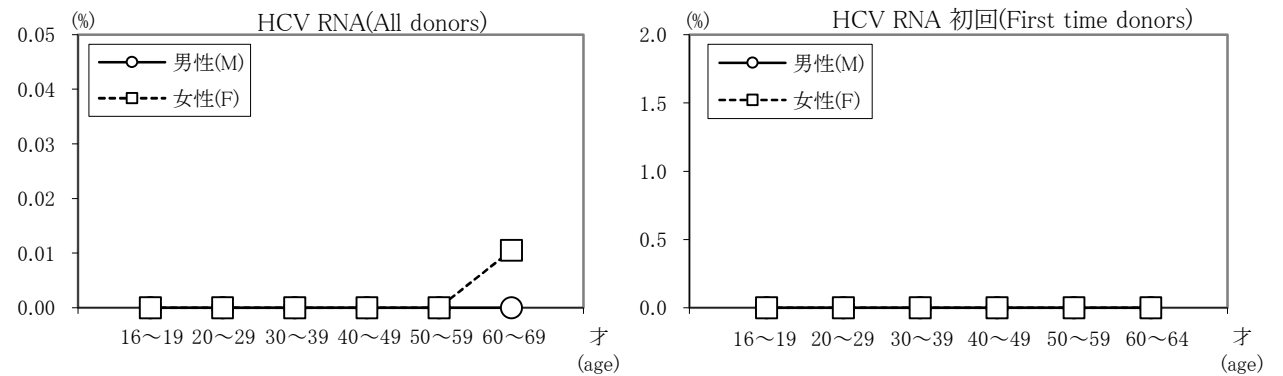 (%)
HCV RNA(All donors)
0.05
男性(M)
0.04
女性(F)
0.03
0.02
0.01
0.00
16～19 20～29 30～39 40～49 50～59 60～69 才
(age)
(%)
HCV RNA 初回(First time donors)
2.0
男性(M)
1.5
女性(F)
1.0
0.5
0.0
16～19 20～29 30～39 40～49 50～59 60～64 才
(age)